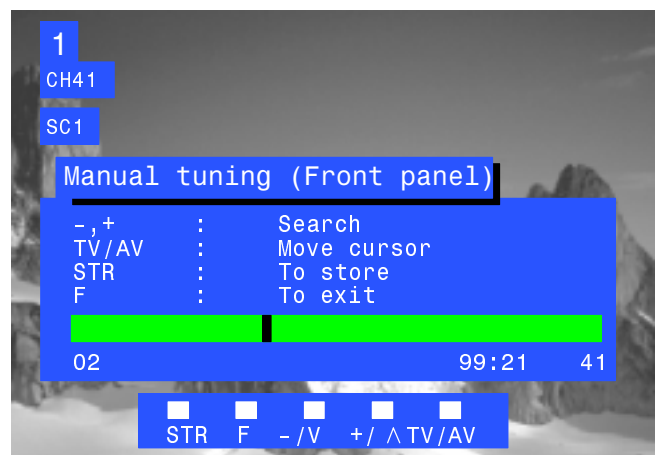 1
CH41
SC1
Manual tuning (Front panel)
-,+ : Search
TV/AV : Move cursor
STR : To store
F : To exit
02 99:21 41
STR F -/V +/ΛTV/AV